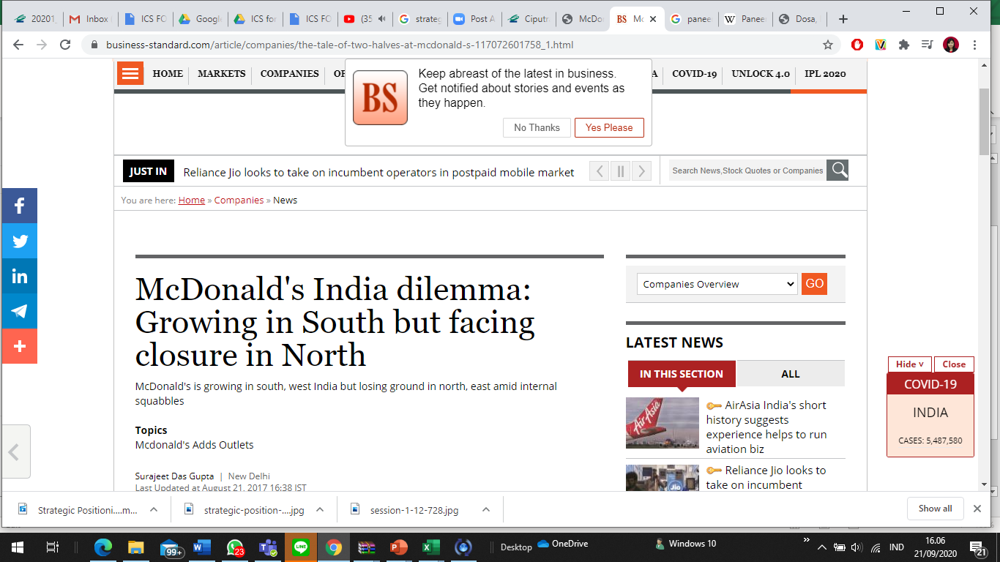 20201_
Inbox (
ICS FO
Google
ICS for
ICS FO
(35
strateg
Post A
Ciputra
McDo
BS
Mc
panee
W
Paneer
Dosa,
business-standard.com/article/companies/the-tale-of-two-halves-at-mcdonald-s-117072601758_1.html
HOME
MARKETS
COMPANIES
OP
A
COVID-19
UNLOCK 4.0
IPL 2020
BS
Keep abreast of the latest in business.
Get notified about stories and events as
they happen.
No Thanks
Yes Please
JUST IN
Reliance Jio looks to take on incumbent operators in postpaid mobile market
Search News,Stock Quotes or Companies
You are here: Home » Companies » News
McDonald's India dilemma:
Growing in South but facing
closure in North
McDonald's is growing in south, west India but losing ground in north, east amid internal
squabbles
Topics
McDonald's Adds Outlets
Surajeet Das Gupta | New Delhi
Last Updated at August 21, 2017 16:38 IST
Companies Overview
GO
LATEST NEWS
IN THIS SECTION
ALL
Air Asia
AirAsia India's short
history suggests
experience helps to run
aviation biz
Jio
Reliance Jio looks to
take on incumbent
Hide v
Close
COVID-19
INDIA
CASES: 5,487,580
Strategic Positioni....m...
strategic-position-....jpg
session-1-12-728.jpg
Show all
99+
23
LINE
Desktop
OneDrive
Windows 10
IND
16.06
21/09/2020
21